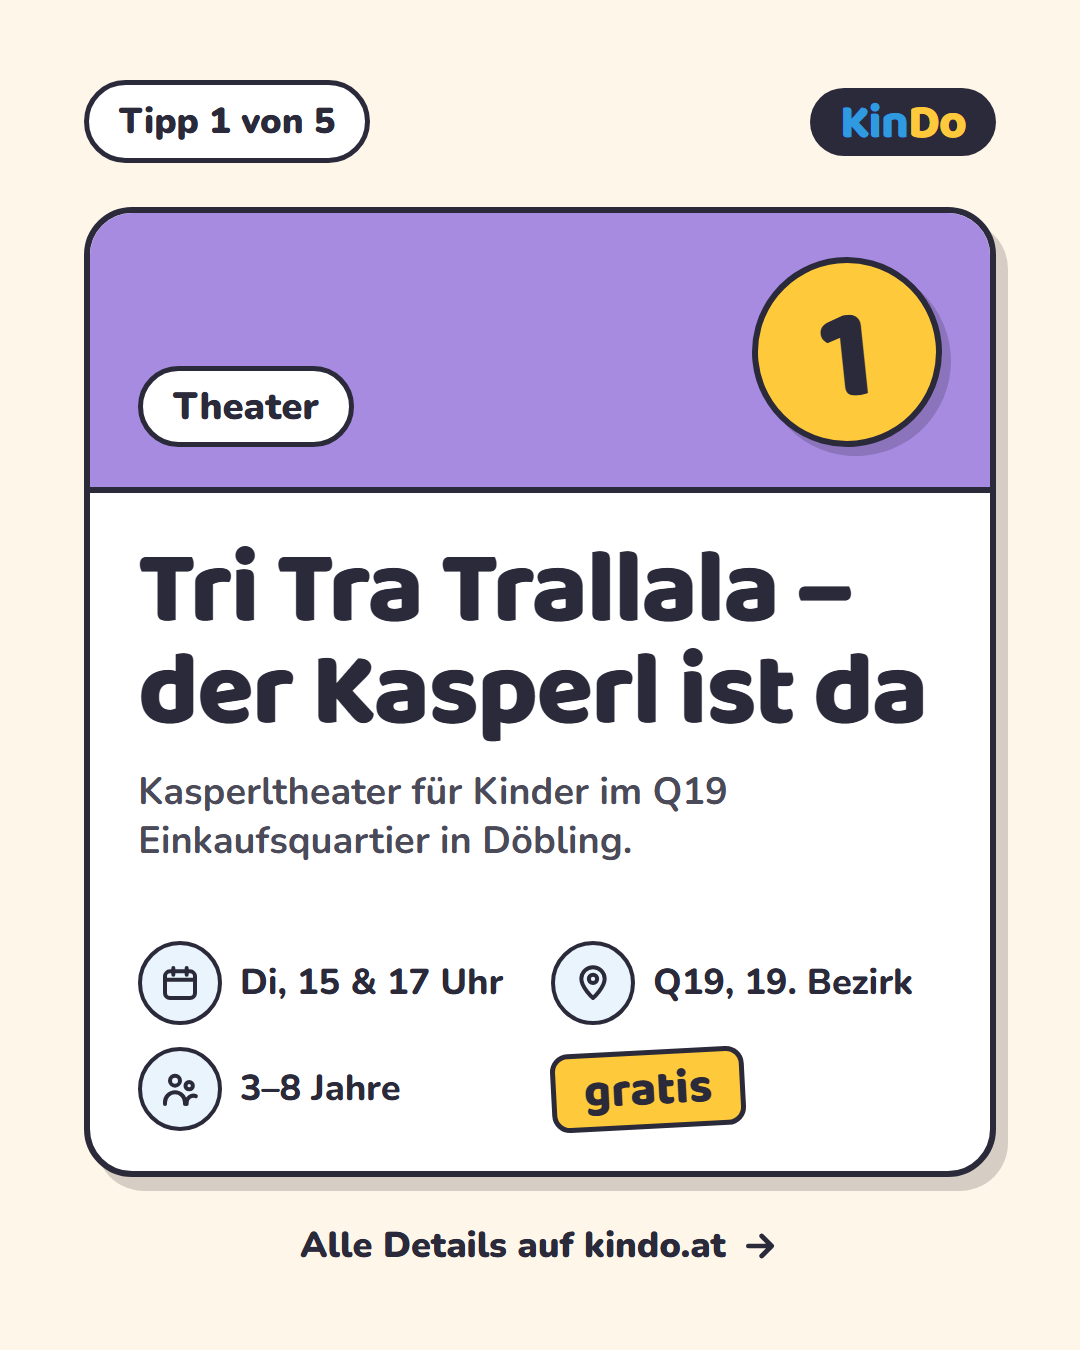 Tipp 1 von 5
KinDo
1
Theater
Tri Tra Trallala –
der Kasperl ist da
Kasperltheater für Kinder im Q19
Einkaufsquartier in Döbling.
Di, 15 & 17 Uhr
Q19, 19. Bezirk
3–8 Jahre
gratis
Alle Details auf kindo.at →